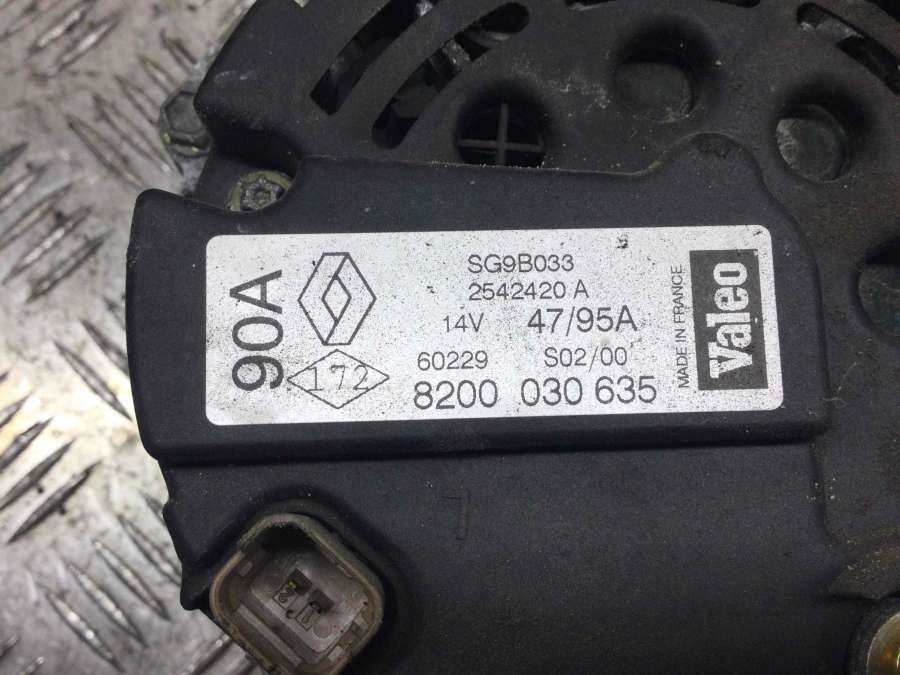 90A
172
SG9B033
2542420 A
14V 47/95A
60229 S02/00
8200 030 635
MADE IN FRANCE
Valeo